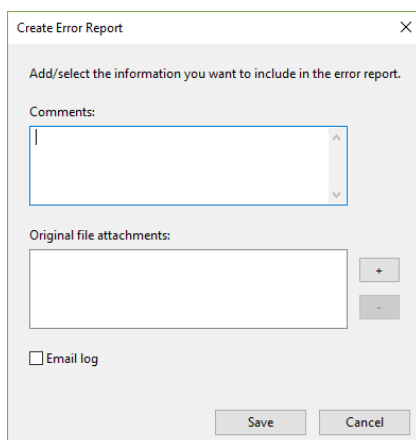 Create Error Report
Add/select the information you want to include in the error report.
Comments:
Original file attachments:
+
-
Email log
Save
Cancel